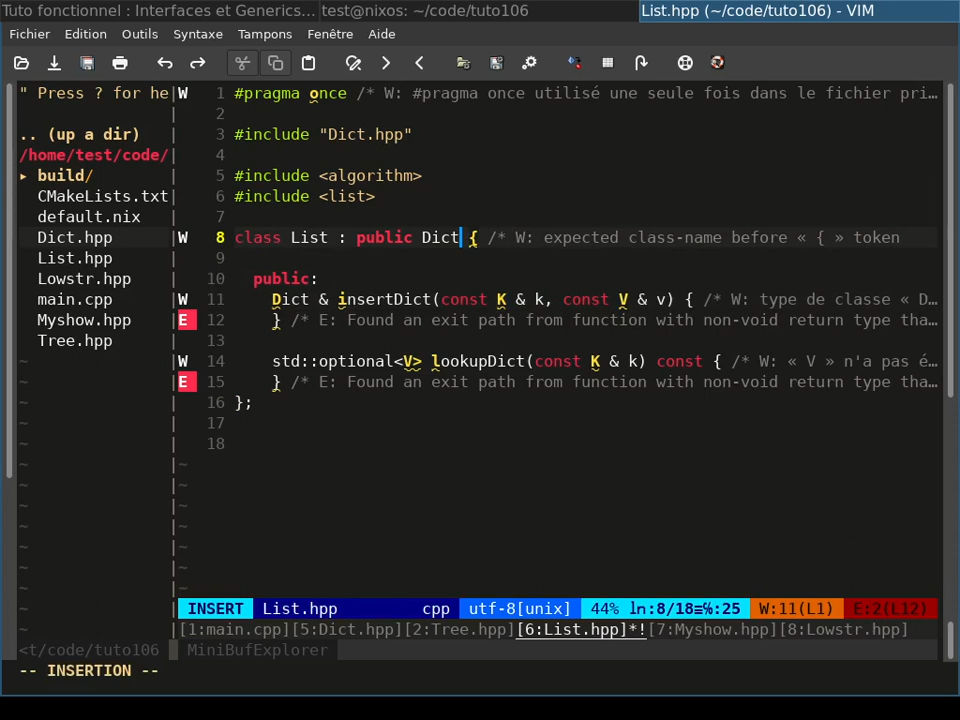 Tuto fonctionnel : Interfaces et Generics...
test@nixos: ~/code/tuto106
List.hpp (~/code/tuto106) - VIM
Fichier Edition Outils Syntaxe Tampons Fenêtre Aide
" Press ? for he
.. (up a dir)
/home/test/code/
▸ build/
CMakeLists.txt
default.nix
Dict.hpp
List.hpp
Lowstr.hpp
main.cpp
Myshow.hpp
Tree.hpp
W 1 #pragma once /* W: #pragma once utilisé une seule fois dans le fichier pri…
2
3 #include "Dict.hpp"
4
5 #include <algorithm>
6 #include <list>
7
W 8 class List : public Dict { /* W: expected class-name before « { » token
9
10 public:
W 11 Dict & insertDict(const K & k, const V & v) { /* W: type de classe « D…
E 12 } /* E: Found an exit path from function with non-void return type tha…
13
W 14 std::optional<V> lookupDict(const K & k) const { /* W: « V » n'a pas é…
E 15 } /* E: Found an exit path from function with non-void return type tha…
16 };
17
18
INSERT List.hpp cpp utf-8[unix] 44% ln:8/18≡%:25 W:11(L1) E:2(L12)
[1:main.cpp][5:Dict.hpp][2:Tree.hpp][6:List.hpp]*![7:Myshow.hpp][8:Lowstr.hpp]
<t/code/tuto106 MiniBufExplorer
-- INSERTION --